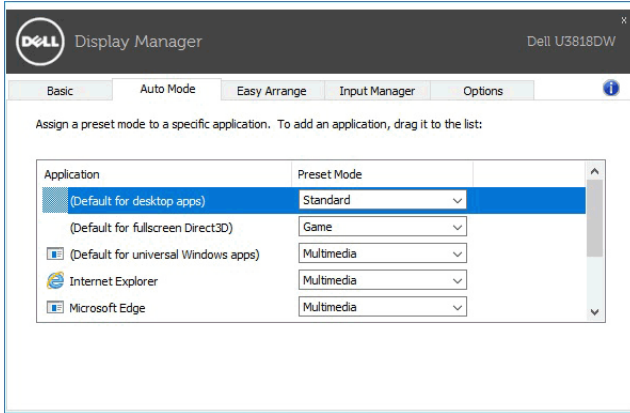 x
DELL Display Manager Dell U3818DW
Basic Auto Mode Easy Arrange Input Manager Options
Assign a preset mode to a specific application. To add an application, drag it to the list:
Application Preset Mode
(Default for desktop apps) Standard
(Default for fullscreen Direct3D) Game
(Default for universal Windows apps) Multimedia
Internet Explorer Multimedia
Microsoft Edge Multimedia